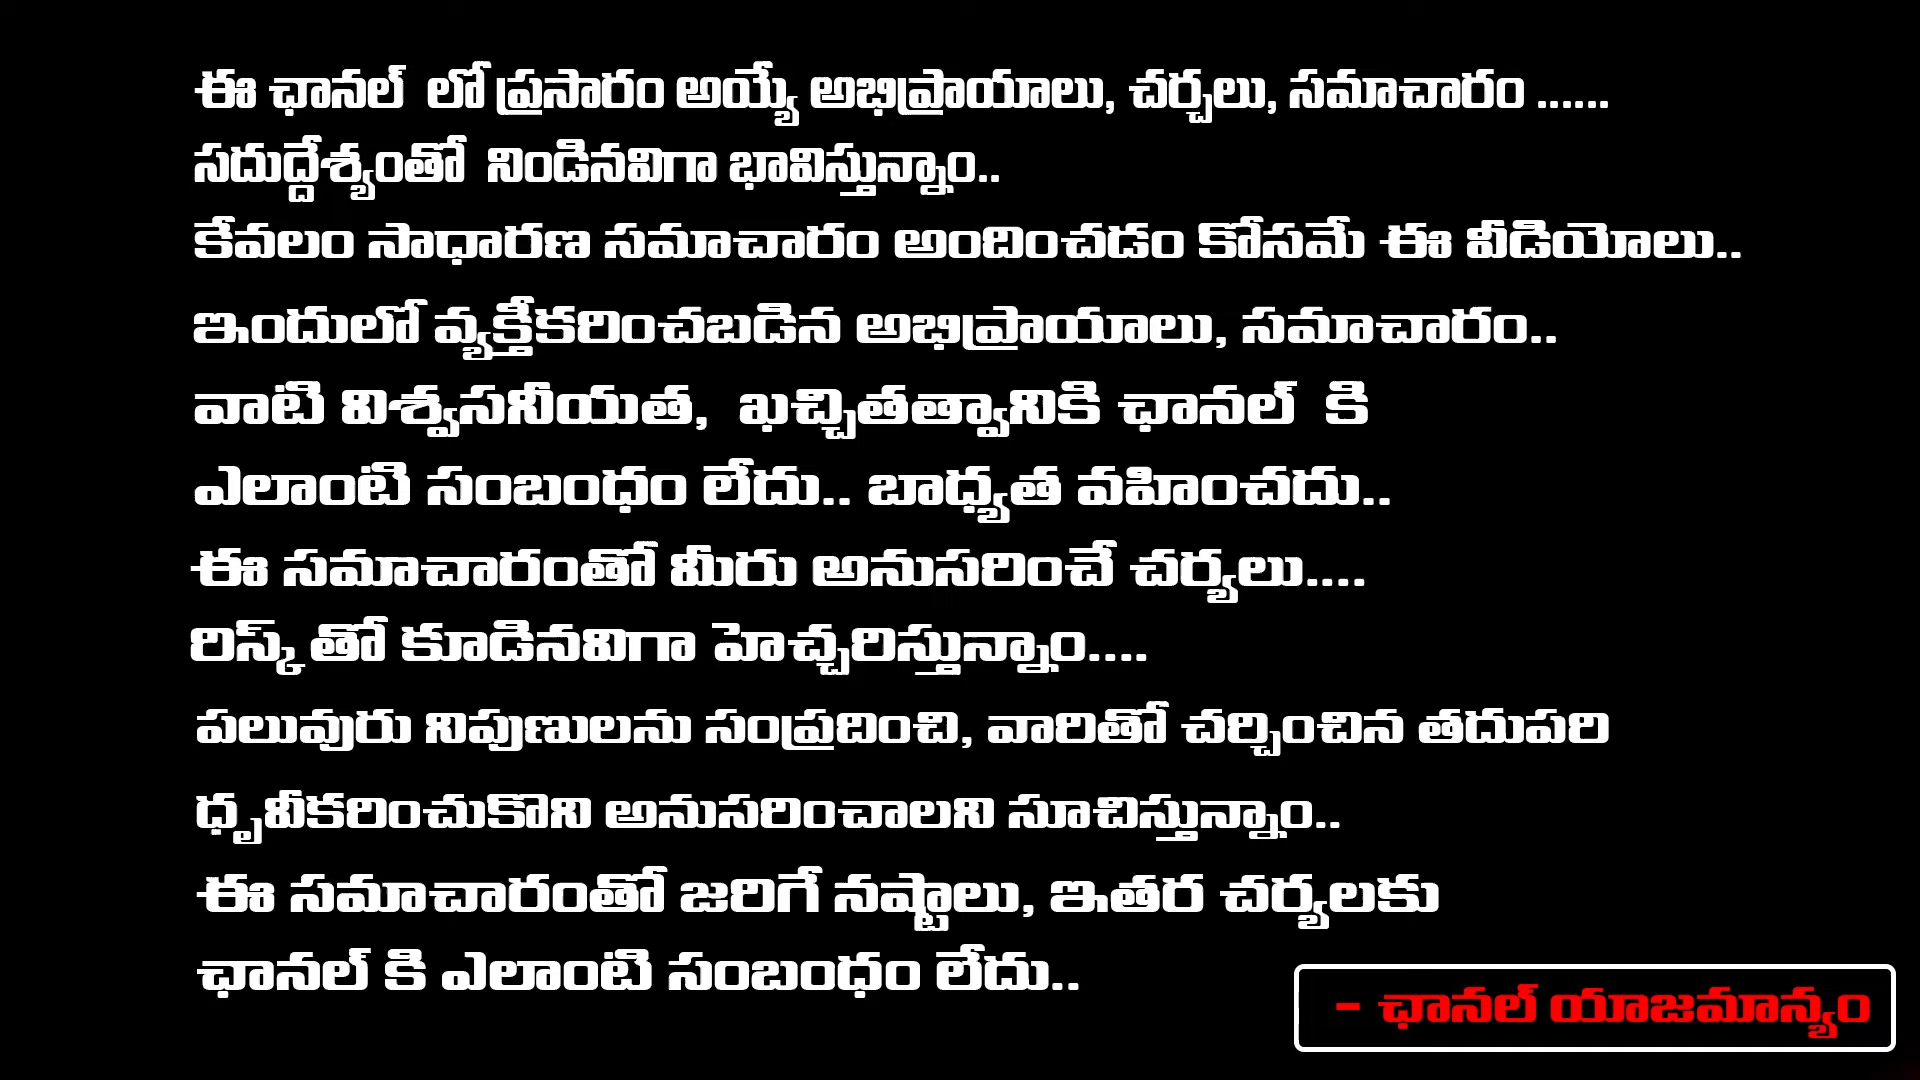 ఈ ఛానల్ లో ప్రసారం అయ్యే అభిప్రాయాలు, చర్చలు, సమాచారం ......
సదుద్దేశ్యంతో నిండినవిగా భావిస్తున్నాం..
కేవలం సాధారణ సమాచారం అందించడం కోసమే ఈ వీడియోలు..
ఇందులో వ్యక్తీకరించబడిన అభిప్రాయాలు, సమాచారం..
వాటి విశ్వసనీయత, ఖచ్చితత్వానికి ఛానల్ కి
ఎలాంటి సంబంధం లేదు.. బాధ్యత వహించదు..
ఈ సమాచారంతో మీరు అనుసరించే చర్యలు....
రిస్క్ తో కూడినవిగా హెచ్చరిస్తున్నాం....
పలువురు నిపుణులను సంప్రదించి, వారితో చర్చించిన తదుపరి
ధృవీకరించుకొని అనుసరించాలని సూచిస్తున్నాం..
ఈ సమాచారంతో జరిగే నష్టాలు, ఇతర చర్యలకు
ఛానల్ కి ఎలాంటి సంబంధం లేదు..
- ఛానల్ యాజమాన్యం